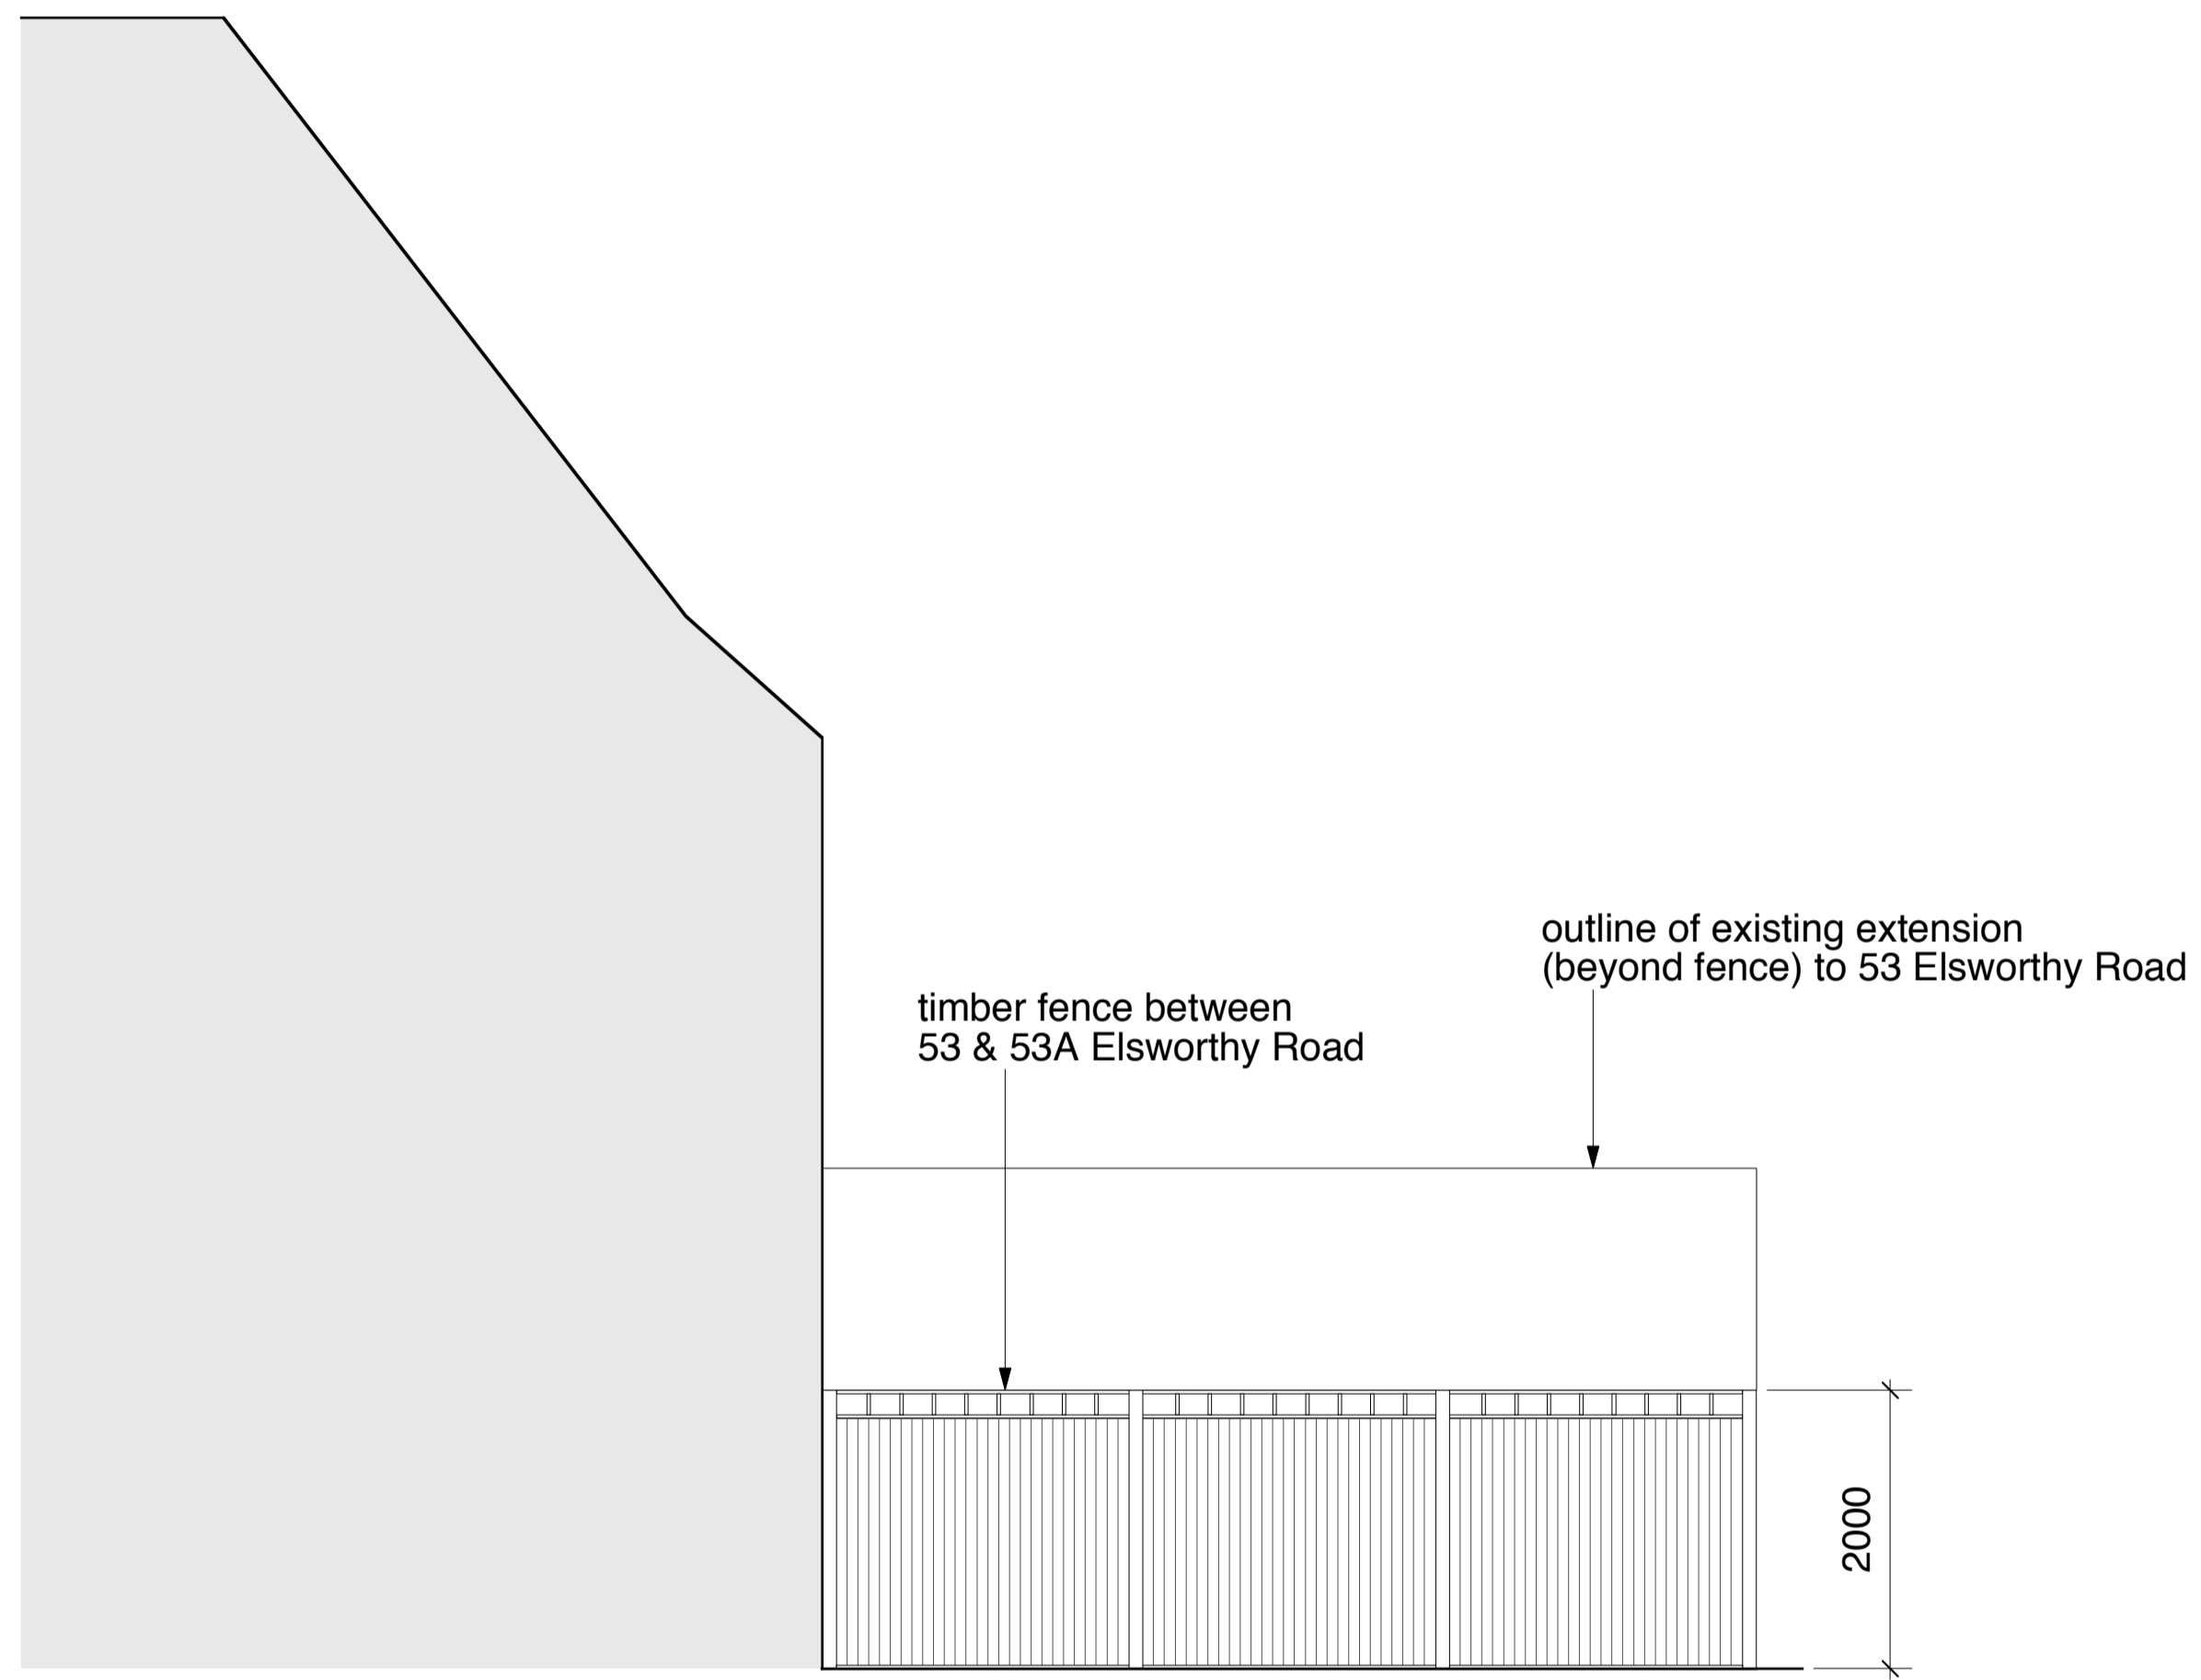 outline of existing extension
(beyond fence) to 53 Elsworthy Road
timber fence between
53 & 53A Elsworthy Road
2000